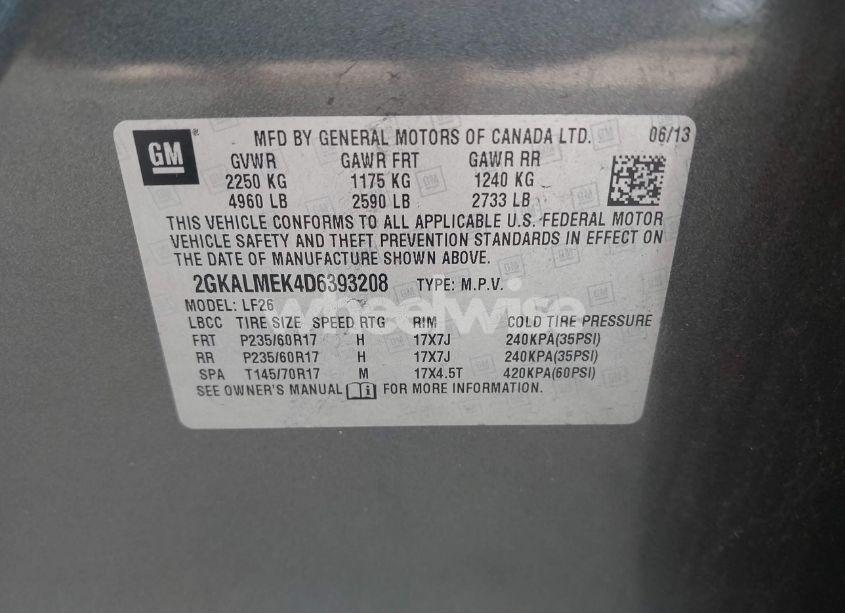 GM ® MFD BY GENERAL MOTORS OF CANADA LTD. 06/13
GVWR GAWR FRT GAWR RR
2250 KG 1175 KG 1240 KG
4960 LB 2590 LB 2733 LB
THIS VEHICLE CONFORMS TO ALL APPLICABLE U.S. FEDERAL MOTOR
VEHICLE SAFETY AND THEFT PREVENTION STANDARDS IN EFFECT ON
THE DATE OF MANUFACTURE SHOWN ABOVE.
2GKALMEK4D6393208 TYPE: M.P.V.
MODEL: LF26
wheelwise
LBCC TIRE SIZE SPEED RTG RIM COLD TIRE PRESSURE
FRT P235/60R17 H 17X7J 240KPA(35PSI)
RR P235/60R17 H 17X7J 240KPA(35PSI)
SPA T145/70R17 M 17X4.5T 420KPA(60PSI)
SEE OWNER'S MANUAL i FOR MORE INFORMATION.